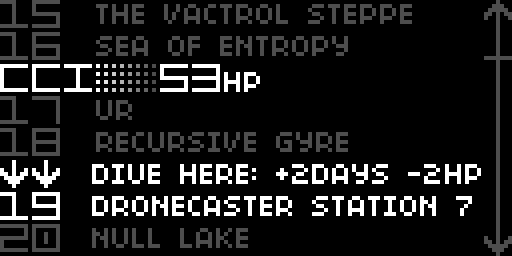 15 THE VACTROL STEPPE
16 SEA OF ENTROPY
CCI 53HP
17 UR
18 RECURSIVE GYRE
↓↓ DIVE HERE: +2DAYS -2HP
19 DRONECASTER STATION 7
20 NULL LAKE